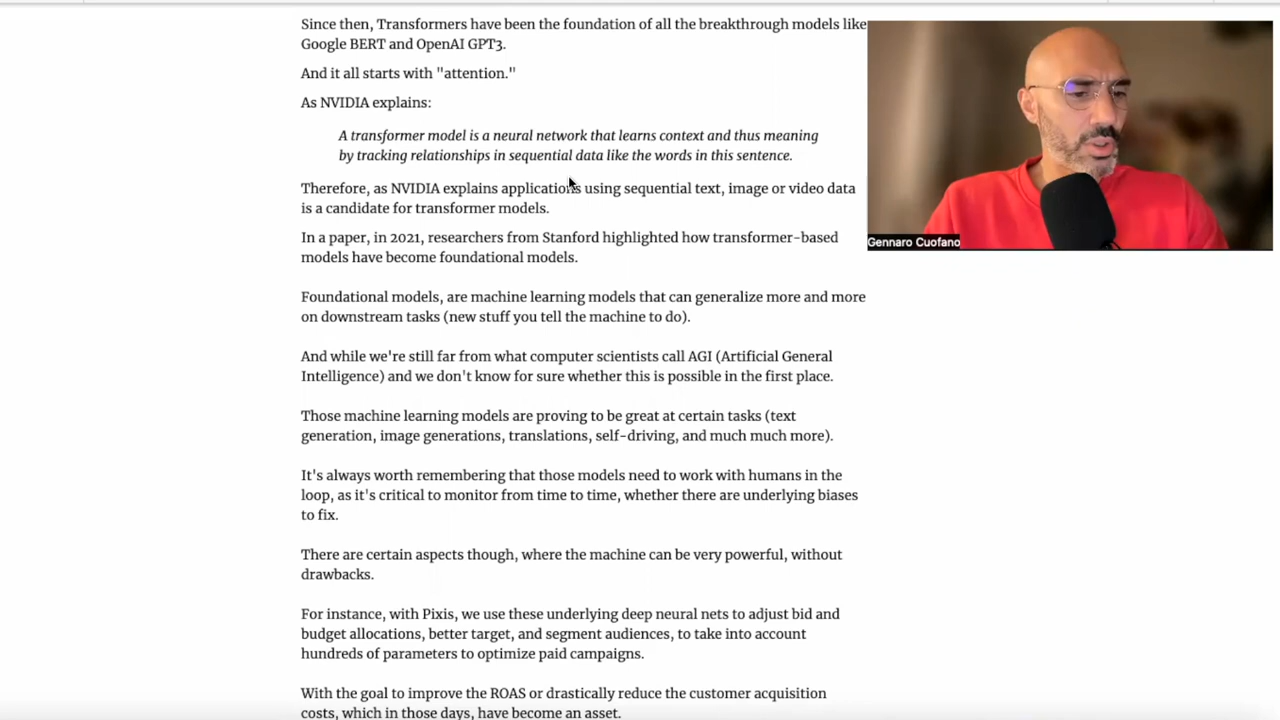 Since then, Transformers have been the foundation of all the breakthrough models like
Google BERT and OpenAI GPT3.
And it all starts with "attention."
As NVIDIA explains:
A transformer model is a neural network that learns context and thus meaning
by tracking relationships in sequential data like the words in this sentence.
Therefore, as NVIDIA explains applications using sequential text, image or video data
is a candidate for transformer models.
In a paper, in 2021, researchers from Stanford highlighted how transformer-based
models have become foundational models.
Foundational models, are machine learning models that can generalize more and more
on downstream tasks (new stuff you tell the machine to do).
And while we're still far from what computer scientists call AGI (Artificial General
Intelligence) and we don't know for sure whether this is possible in the first place.
Those machine learning models are proving to be great at certain tasks (text
generation, image generations, translations, self-driving, and much much more).
It's always worth remembering that those models need to work with humans in the
loop, as it's critical to monitor from time to time, whether there are underlying biases
to fix.
There are certain aspects though, where the machine can be very powerful, without
drawbacks.
For instance, with Pixis, we use these underlying deep neural nets to adjust bid and
budget allocations, better target, and segment audiences, to take into account
hundreds of parameters to optimize paid campaigns.
With the goal to improve the ROAS or drastically reduce the customer acquisition
costs, which in those days, have become an asset.
Gennaro Cuofano